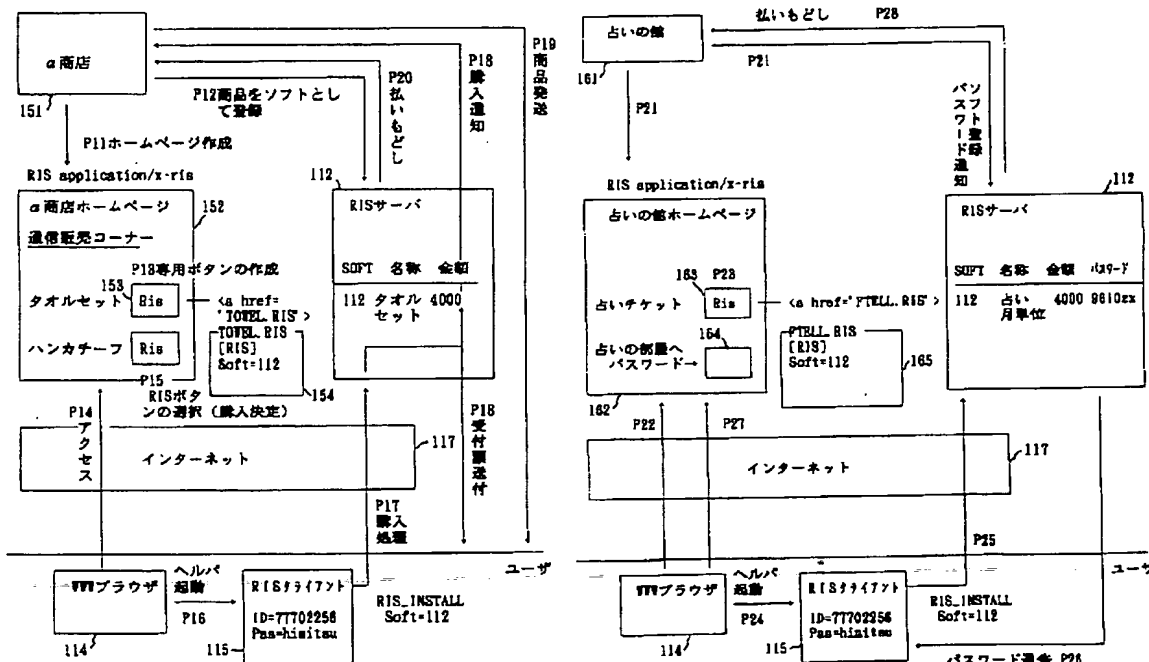 α商店
151
P12商品をソフトとし
て登録
P20
払いもどし
P18
購入通知
P19
商品発送
P11ホームページ作成
RIS application/x-ris
α商店ホームページ
152
通信販売コーナー
P13専用ボタンの作成
153
タオルセット
Ris
ハンカチーフ
Ris
<a href=
'TOWEL.RIS'>
TOWEL.RIS
[RIS]
Soft=112
154
P15
RISボタ
ンの選択(購入決定)
112
RISサーバ
SOFT 名称 金額
112 タオル 4000
セット
P14
アクセス
インターネット
117
P17
購入
処理
P18
受付票送付
ユーザ
WWWブラウザ
114
ヘルパ
起動
P16
RISクライアント
ID=77702256
Pas=himitsu
115
RIS_INSTALL
Soft=112
占いの館
161
払いもどし P28
P21
P21
ソフト登録
パスワード通知
RIS application/x-ris
占いの館ホームページ
163 P23
占いチケット
Ris
<a href='FTELL.RIS'>
FTELL.RIS
[RIS]
Soft=112
165
164
占いの部屋へ
パスワード→
162
112
RISサーバ
SOFT 名称 金額 パスワード
112 占い 4000 9610zx
月単位
P22
P27
インターネット
117
P25
ユーザ
WWWブラウザ
114
ヘルパ
起動
P24
RISクライアント
ID=77702256
Pas=himitsu
115
RIS_INSTALL
Soft=112
パスワード通知 P26